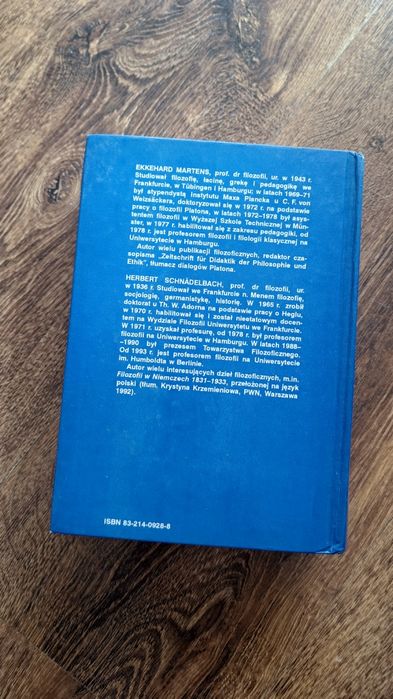 EKKEHARD MARTENS, prof. dr filozofii, ur. w 1943 r.
Studiował filozofię, łacinę, grekę i pedagogikę we
Frankfurcie, w Tübingen i Hamburgu; w latach 1969–71
był stypendystą Instytutu Maxa Plancka u C. F. von
Weizsäckera, doktoryzował się w 1972 r. na podstawie
pracy o filozofii Platona, w latach 1972–1978 był asys-
tentem filozofii w Wyższej Szkole Technicznej w Mün-
ster, w 1977 r. habilitował się z zakresu pedagogiki, od
1978 r. jest profesorem filozofii i filologii klasycznej na
Uniwersytecie w Hamburgu.
Autor wielu publikacji filozoficznych, redaktor cza-
sopisma „Zeitschrift für Didaktik der Philosophie und
Ethik", tłumacz dialogów Platona.
HERBERT SCHNÄDELBACH, prof. dr filozofii, ur.
w 1936 r. Studiował we Frankfurcie n. Menem filozofię,
socjologię, germanistykę, historię. W 1965 r. zrobił
doktorat u Th. W. Adorna na podstawie pracy o Heglu,
w 1970 r. habilitował się i został nieetatowym docen-
tem na Wydziale Filozofii Uniwersytetu we Frankfurcie.
W 1971 r. uzyskał profesurę, od 1978 r. był profesorem
filozofii na Uniwersytecie w Hamburgu. W latach 1988–
–1990 był prezesem Towarzystwa Filozoficznego.
Od 1993 r. jest profesorem filozofii na Uniwersytecie
im. Humboldta w Berlinie.
Autor wielu interesujących dzieł filozoficznych, m.in.
Filozofii w Niemczech 1831–1933, przełożonej na język
polski (tłum. Krystyna Krzemieniowa, PWN, Warszawa
1992).
ISBN 83-214-0928-8